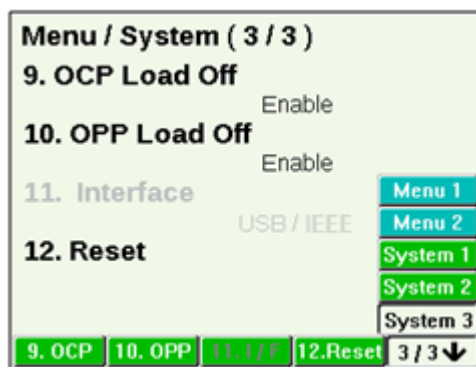 Menu / System ( 3 / 3 )
9. OCP Load Off
Enable
10. OPP Load Off
Enable
11. Interface
USB / IEEE
12. Reset
Menu 1
Menu 2
System 1
System 2
System 3
9. OCP
10. OPP
11. I / F
12.Reset
3 / 3